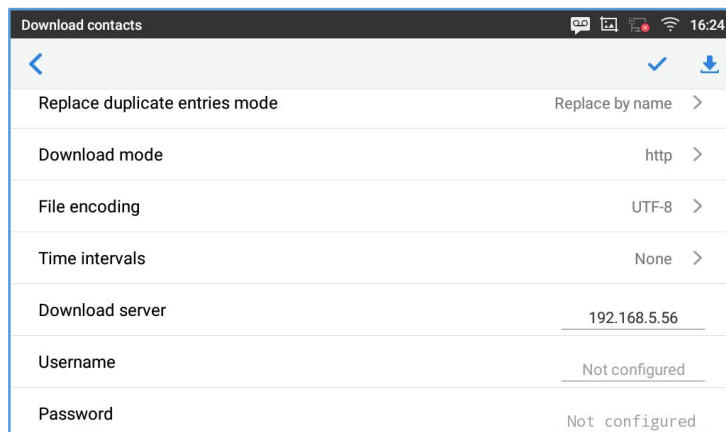 Download contacts 16:24
Replace duplicate entries mode Replace by name
Download mode http
File encoding UTF-8
Time intervals None
Download server 192.168.5.56
Username Not configured
Password Not configured